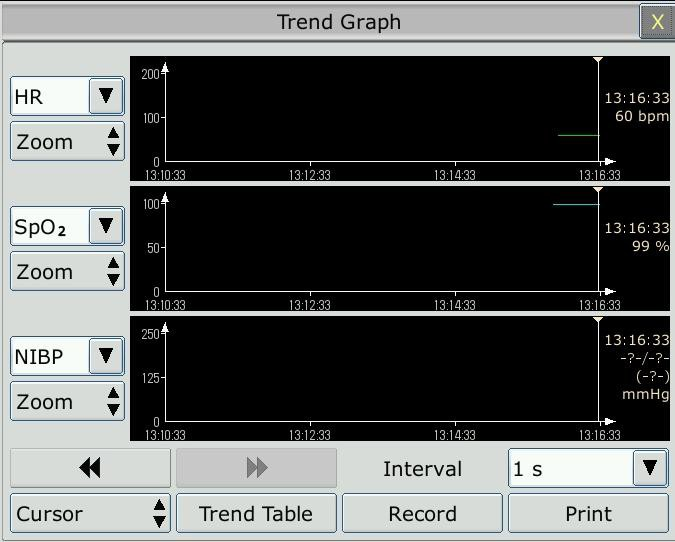 Trend Graph
X
HR
Zoom
200
100
0
13:10:33 13:12:33 13:14:33 13:16:33
13:16:33
60 bpm
SpO₂
Zoom
100
50
0
13:10:33 13:12:33 13:14:33 13:16:33
13:16:33
99 %
NIBP
Zoom
250
125
0
13:10:33 13:12:33 13:14:33 13:16:33
13:16:33
-?-/-?-
(-?-)
mmHg
Interval 1 s
Cursor Trend Table Record Print